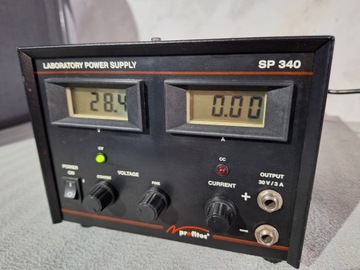 LABORATORY POWER SUPPLY
SP 340
28.4
0.00
V
A
CV
CC
POWER
ON
VOLTAGE
COARSE
FINE
CURRENT
OUTPUT
30 V / 3 A
+
−
profitec